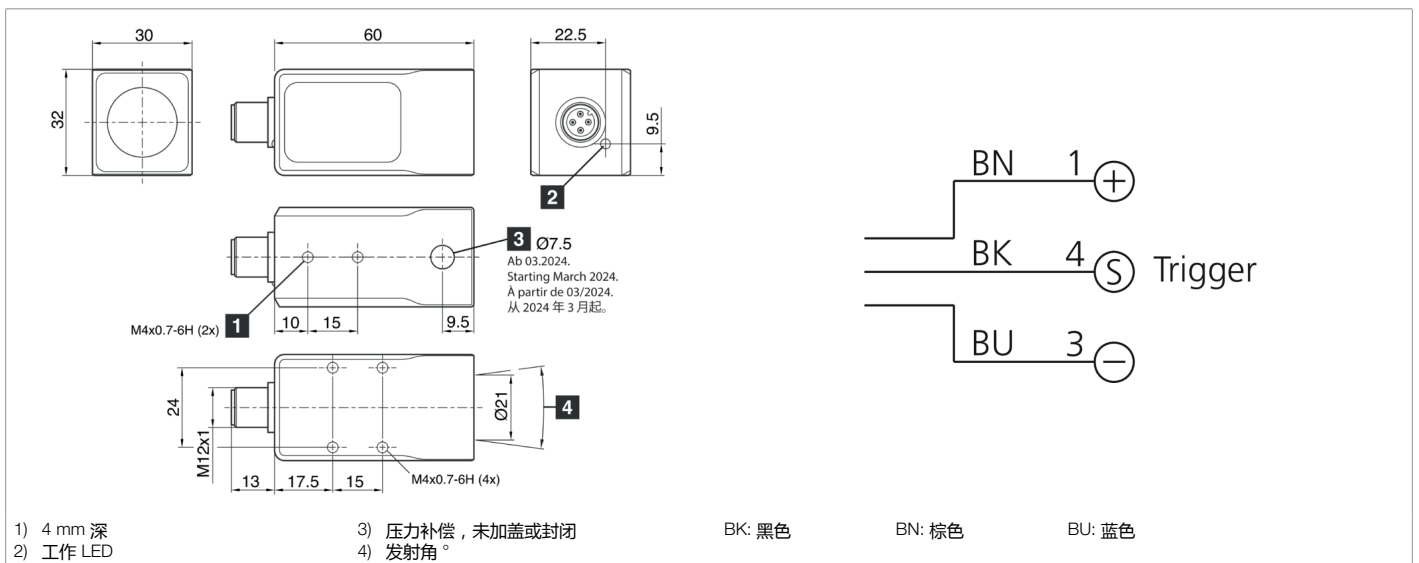 30
60
22.5
32
9.5
2
3 Ø7.5
Ab 03.2024.
Starting March 2024.
À partir de 03/2024.
从 2024 年 3 月起。
M4x0.7-6H (2x) 1
10
15
9.5
24
M12x1
Ø21
4
13
17.5
15
M4x0.7-6H (4x)
BN 1 +
BK 4 S Trigger
BU 3 −
1) 4 mm 深
2) 工作 LED
3) 压力补偿，未加盖或封闭
4) 发射角 °
BK: 黑色
BN: 棕色
BU: 蓝色